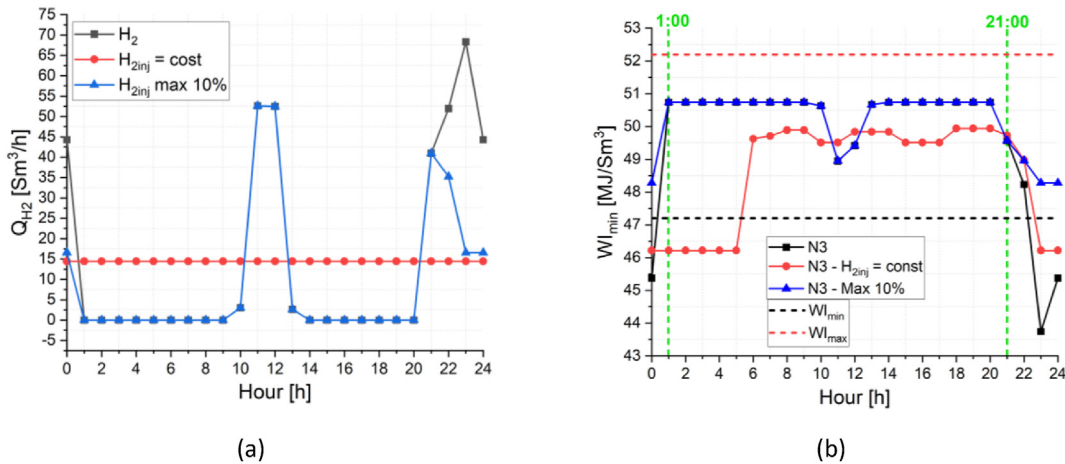 (a)
Q_H2 [Sm³/h]
75
70
65
60
55
50
45
40
35
30
25
20
15
10
5
0
-5
H₂
H₂inj = cost
H₂inj max 10%
0 2 4 6 8 10 12 14 16 18 20 22 24
Hour [h]
(a)
(b)
1:00 21:00
WI_min [MJ/Sm³]
53
52
51
50
49
48
47
46
45
44
43
N3
N3 - H₂inj = const
N3 - Max 10%
WI_min
WI_max
0 2 4 6 8 10 12 14 16 18 20 22 24
Hour [h]
(b)